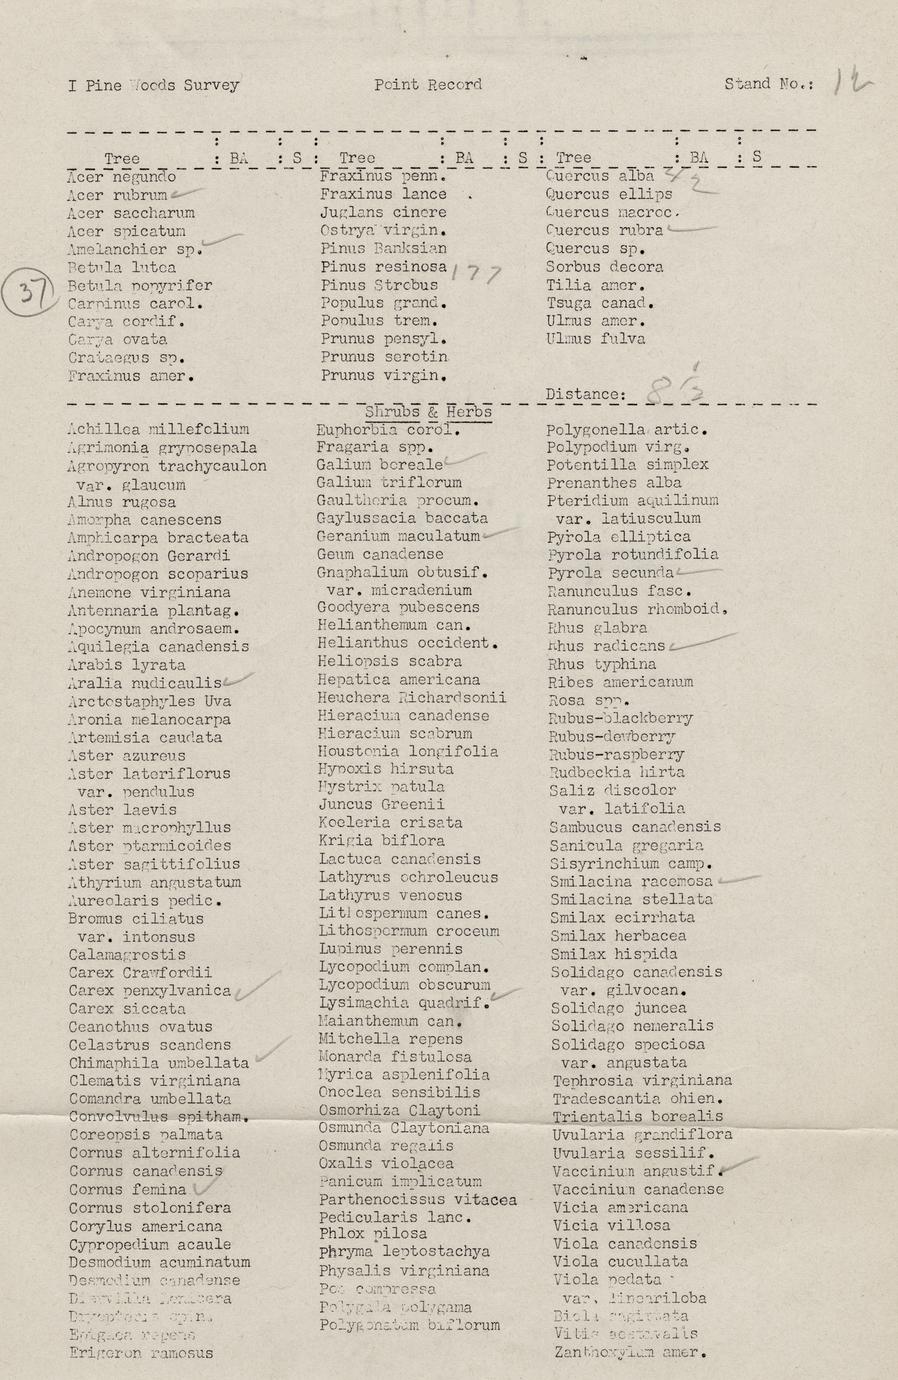 I Pine Woods Survey Point Record Stand No.: 12
Tree : BA : S : Tree : BA : S : Tree : BA : S
Acer negundo
Acer rubrum ✓
Acer saccharum
Acer spicatum
Amelanchier sp. ✓
Betula lutea
Betula popyrifer
37
Carpinus carol.
Carya cordif.
Carya ovata
Crataegus sp.
Fraxinus amer.
Fraxinus penn.
Fraxinus lance .
Juglans cinere
Ostrya virgin.
Pinus Banksian
Pinus resinosa 177
Pinus Strobus
Populus grand.
Populus trem.
Prunus pensyl.
Prunus serotin
Prunus virgin.
Quercus alba
Quercus ellips ✓
Quercus macroc.
Quercus rubra ✓
Quercus sp.
Sorbus decora
Tilia amer.
Tsuga canad.
Ulmus amer.
Ulmus fulva
Distance: 8 1/2
Shrubs & Herbs
Achillea millefolium
Agrimonia gryposepala
Agropyron trachycaulon
var. glaucum
Alnus rugosa
Amorpha canescens
Amphicarpa bracteata
Andropogon Gerardi
Andropogon scoparius
Anemone virginiana
Antennaria plantag.
Apocynum androsaem.
Aquilegia canadensis
Arabis lyrata
Aralia nudicaulis ✓
Arctostaphyles Uva
Aronia melanocarpa
Artemisia caudata
Aster azureus
Aster lateriflorus
var. pendulus
Aster laevis
Aster macrophyllus
Aster ptarmicoides
Aster sagittifolius
Athyrium angustatum
Aureolaris pedic.
Bromus ciliatus
var. intonsus
Calamagrostis
Carex Crawfordii
Carex penxylvanica ✓
Carex siccata
Ceanothus ovatus
Celastrus scandens
Chimaphila umbellata ✓
Clematis virginiana
Comandra umbellata
Convolvulus spitham.
Coreopsis palmata
Cornus alternifolia
Cornus canadensis
Cornus femina ✓
Cornus stolonifera
Corylus americana
Cypropedium acaule
Desmodium acuminatum
Desmodium canadense
Diervilla Lonicera
Epigaea repens
Erigeron ramosus
Euphorbia corol.
Fragaria spp.
Galium boreale ✓
Galium triflorum
Gaultheria procum.
Gaylussacia baccata
Geranium maculatum ✓
Geum canadense
Gnaphalium obtusif.
var. micradenium
Goodyera pubescens
Helianthemum can.
Helianthus occident.
Heliopsis scabra
Hepatica americana
Heuchera Richardsonii
Hieracium canadense
Hieracium scabrum
Houstonia longifolia
Hypoxis hirsuta
Hystrix patula
Juncus Greenii
Koeleria crisata
Krigia biflora
Lactuca canadensis
Lathyrus ochroleucus
Lathyrus venosus
Lithospermum canes.
Lithospermum croceum
Lupinus perennis
Lycopodium complan.
Lycopodium obscurum
Lysimachia quadrif. ✓
Maianthemum can.
Mitchella repens
Monarda fistulosa
Myrica asplenifolia
Onoclea sensibilis
Osmorhiza Claytoni
Osmunda Claytoniana
Osmunda regalis
Oxalis violacea
Panicum implicatum
Parthenocissus vitacea
Pedicularis lanc.
Phlox pilosa
Phryma leptostachya
Physalis virginiana
Poa compressa
Polygala polygama
Polygonatum biflorum
Polygonella artic.
Polypodium virg.
Potentilla simplex
Prenanthes alba
Pteridium aquilinum
var. latiusculum
Pyrola elliptica
Pyrola rotundifolia
Pyrola secunda ✓
Ranunculus fasc.
Ranunculus rhomboid.
Rhus glabra
Rhus radicans ✓
Rhus typhina
Ribes americanum
Rosa spp.
Rubus-blackberry
Rubus-dewberry
Rubus-raspberry
Rudbeckia hirta
Saliz discolor
var. latifolia
Sambucus canadensis
Sanicula gregaria
Sisyrinchium camp.
Smilacina racemosa ✓
Smilacina stellata
Smilax ecirrhata
Smilax herbacea
Smilax hispida
Solidago canadensis
var. gilvocan.
Solidago juncea
Solidago nemeralis
Solidago speciosa
var. angustata
Tephrosia virginiana
Tradescantia ohien.
Trientalis borealis
Uvularia grandiflora
Uvularia sessilif.
Vaccinium angustif. ✓
Vaccinium canadense
Vicia americana
Vicia villosa
Viola canadensis
Viola cucullata
Viola pedata
var. lineariloba
Viola sagittata
Vitis aestivalis
Zanthoxylum amer.